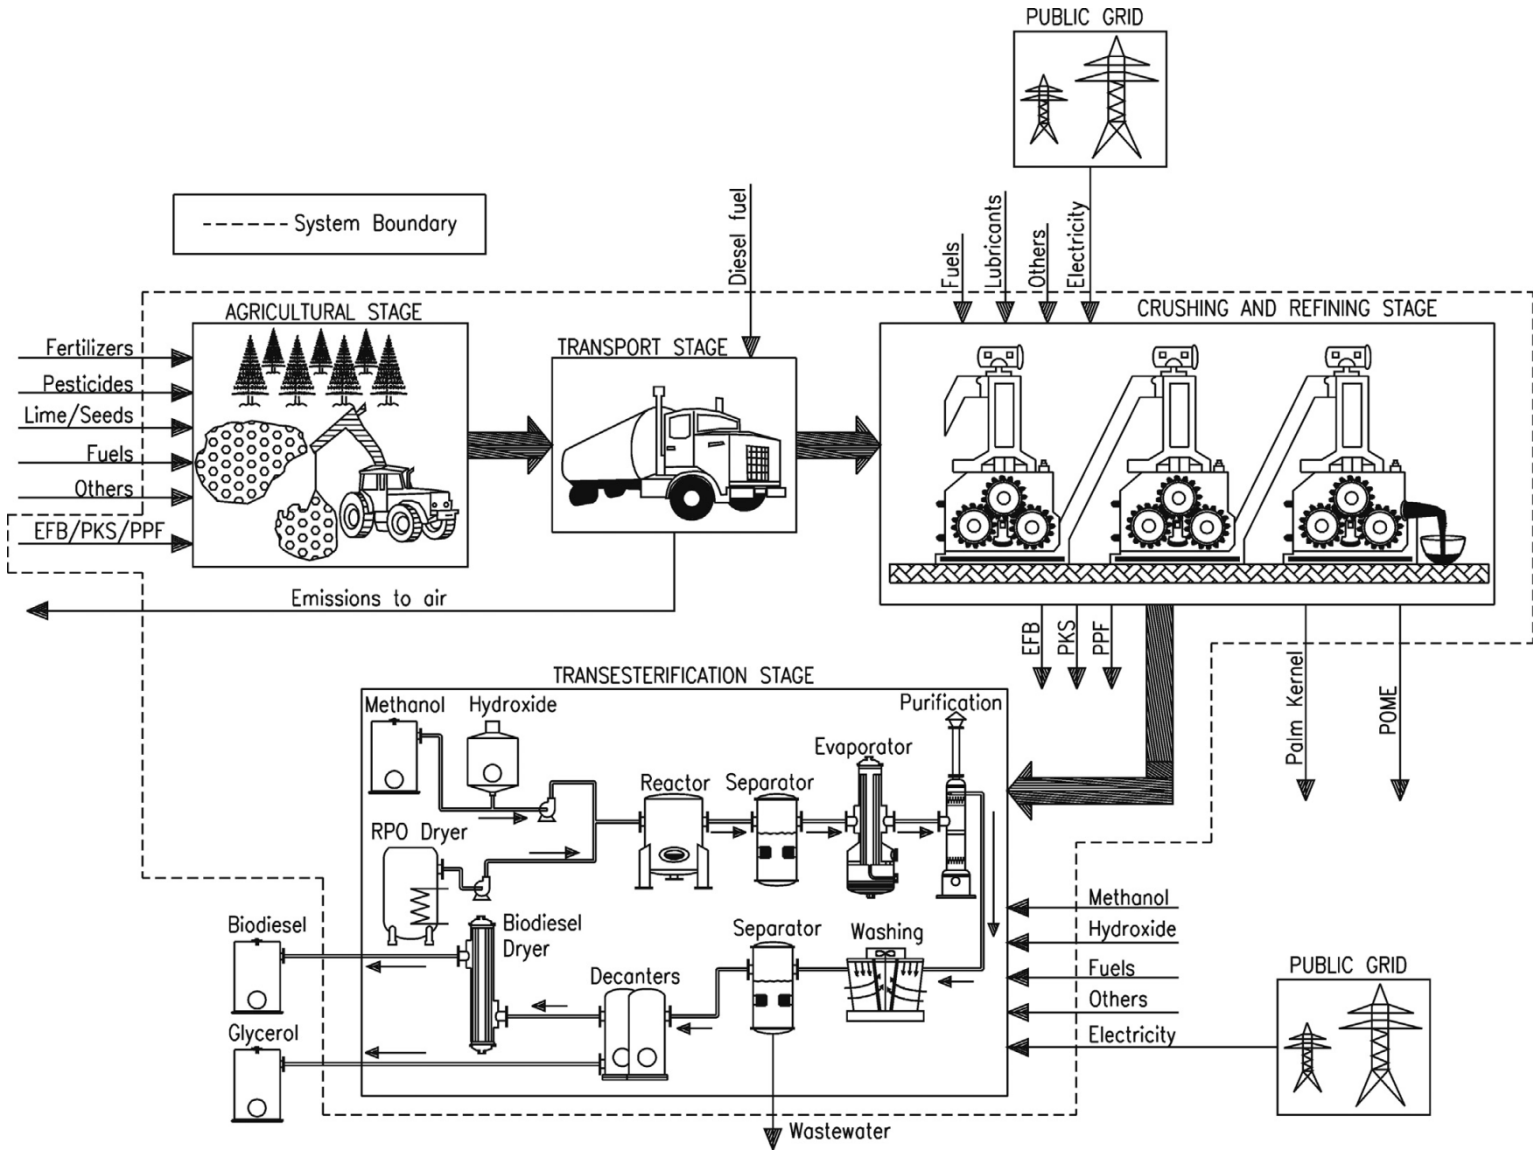 PUBLIC GRID
System Boundary
Diesel fuel
Fuels
Lubricants
Others
Electricity
AGRICULTURAL STAGE
TRANSPORT STAGE
CRUSHING AND REFINING STAGE
Fertilizers
Pesticides
Lime/Seeds
Fuels
Others
EFB/PKS/PPF
Emissions to air
EFB
PKS
PPF
Palm Kernel
POME
TRANSESTERIFICATION STAGE
Methanol
Hydroxide
Purification
Evaporator
Reactor
Separator
RPO Dryer
Biodiesel
Biodiesel
Dryer
Separator
Washing
Decanters
Glycerol
Methanol
Hydroxide
Fuels
Others
Electricity
PUBLIC GRID
Wastewater